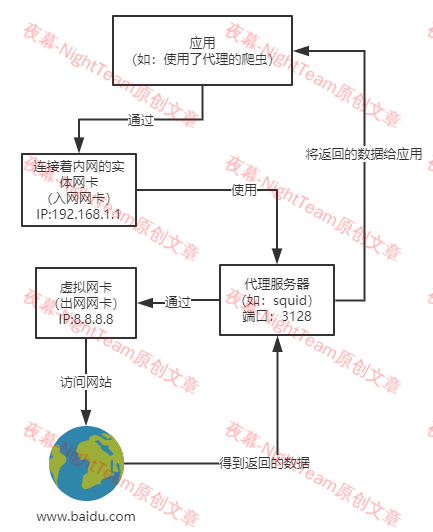 应用
（如：使用了代理的爬虫）
通过
将返回的数据给应用
连接着内网的实
体网卡
（入网网卡）
IP:192.168.1.1
使用
虚拟网卡
（出网网卡）
IP:8.8.8.8
通过
代理服务器
（如：squid）
端口：3128
访问网站
得到返回的数据
www.baidu.com
夜幕-NightTeam原创文章
夜幕-NightTeam原创文章
夜幕-NightTeam原创文章
夜幕-NightTeam原创文章
夜幕-NightTeam原创文章
夜幕-NightTeam原创文章
夜幕-NightTeam原创文章
夜幕-NightTeam原创文章
夜
夜
夜
夜